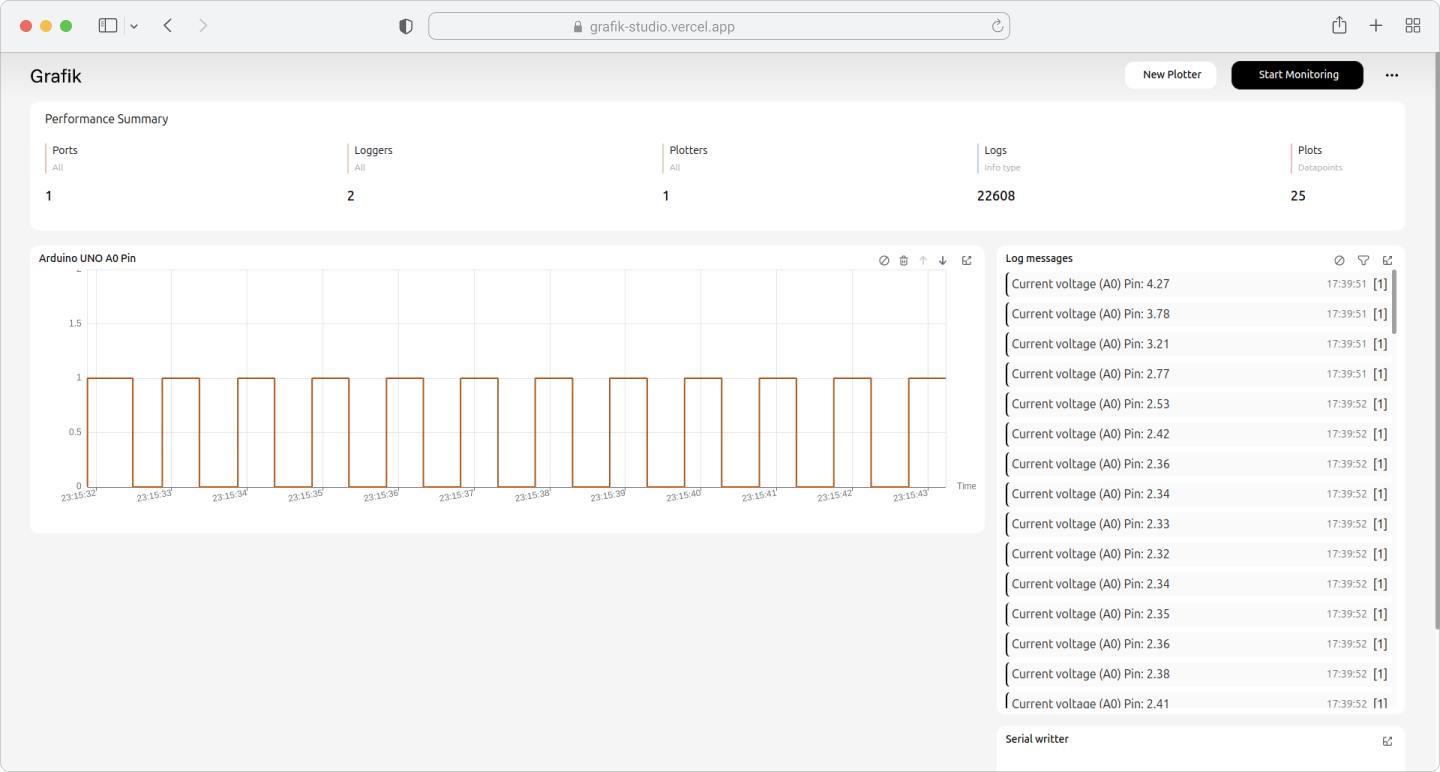 grafik-studio.vercel.app
Grafik
New Plotter
Start Monitoring
Performance Summary
Ports
All
1
Loggers
All
2
Plotters
All
1
Logs
Info type
22608
Plots
Datapoints
25
Arduino UNO A0 Pin
2
1.5
1
0.5
0
23:15:32 23:15:33 23:15:34 23:15:35 23:15:36 23:15:37 23:15:38 23:15:39 23:15:40 23:15:41 23:15:42 23:15:43
Time
Log messages
Current voltage (A0) Pin: 4.27 17:39:51 [1]
Current voltage (A0) Pin: 3.78 17:39:51 [1]
Current voltage (A0) Pin: 3.21 17:39:51 [1]
Current voltage (A0) Pin: 2.77 17:39:51 [1]
Current voltage (A0) Pin: 2.53 17:39:52 [1]
Current voltage (A0) Pin: 2.42 17:39:52 [1]
Current voltage (A0) Pin: 2.36 17:39:52 [1]
Current voltage (A0) Pin: 2.34 17:39:52 [1]
Current voltage (A0) Pin: 2.33 17:39:52 [1]
Current voltage (A0) Pin: 2.32 17:39:52 [1]
Current voltage (A0) Pin: 2.34 17:39:52 [1]
Current voltage (A0) Pin: 2.35 17:39:52 [1]
Current voltage (A0) Pin: 2.36 17:39:52 [1]
Current voltage (A0) Pin: 2.38 17:39:52 [1]
Current voltage (A0) Pin: 2.41 17:39:52 [1]
Serial writter